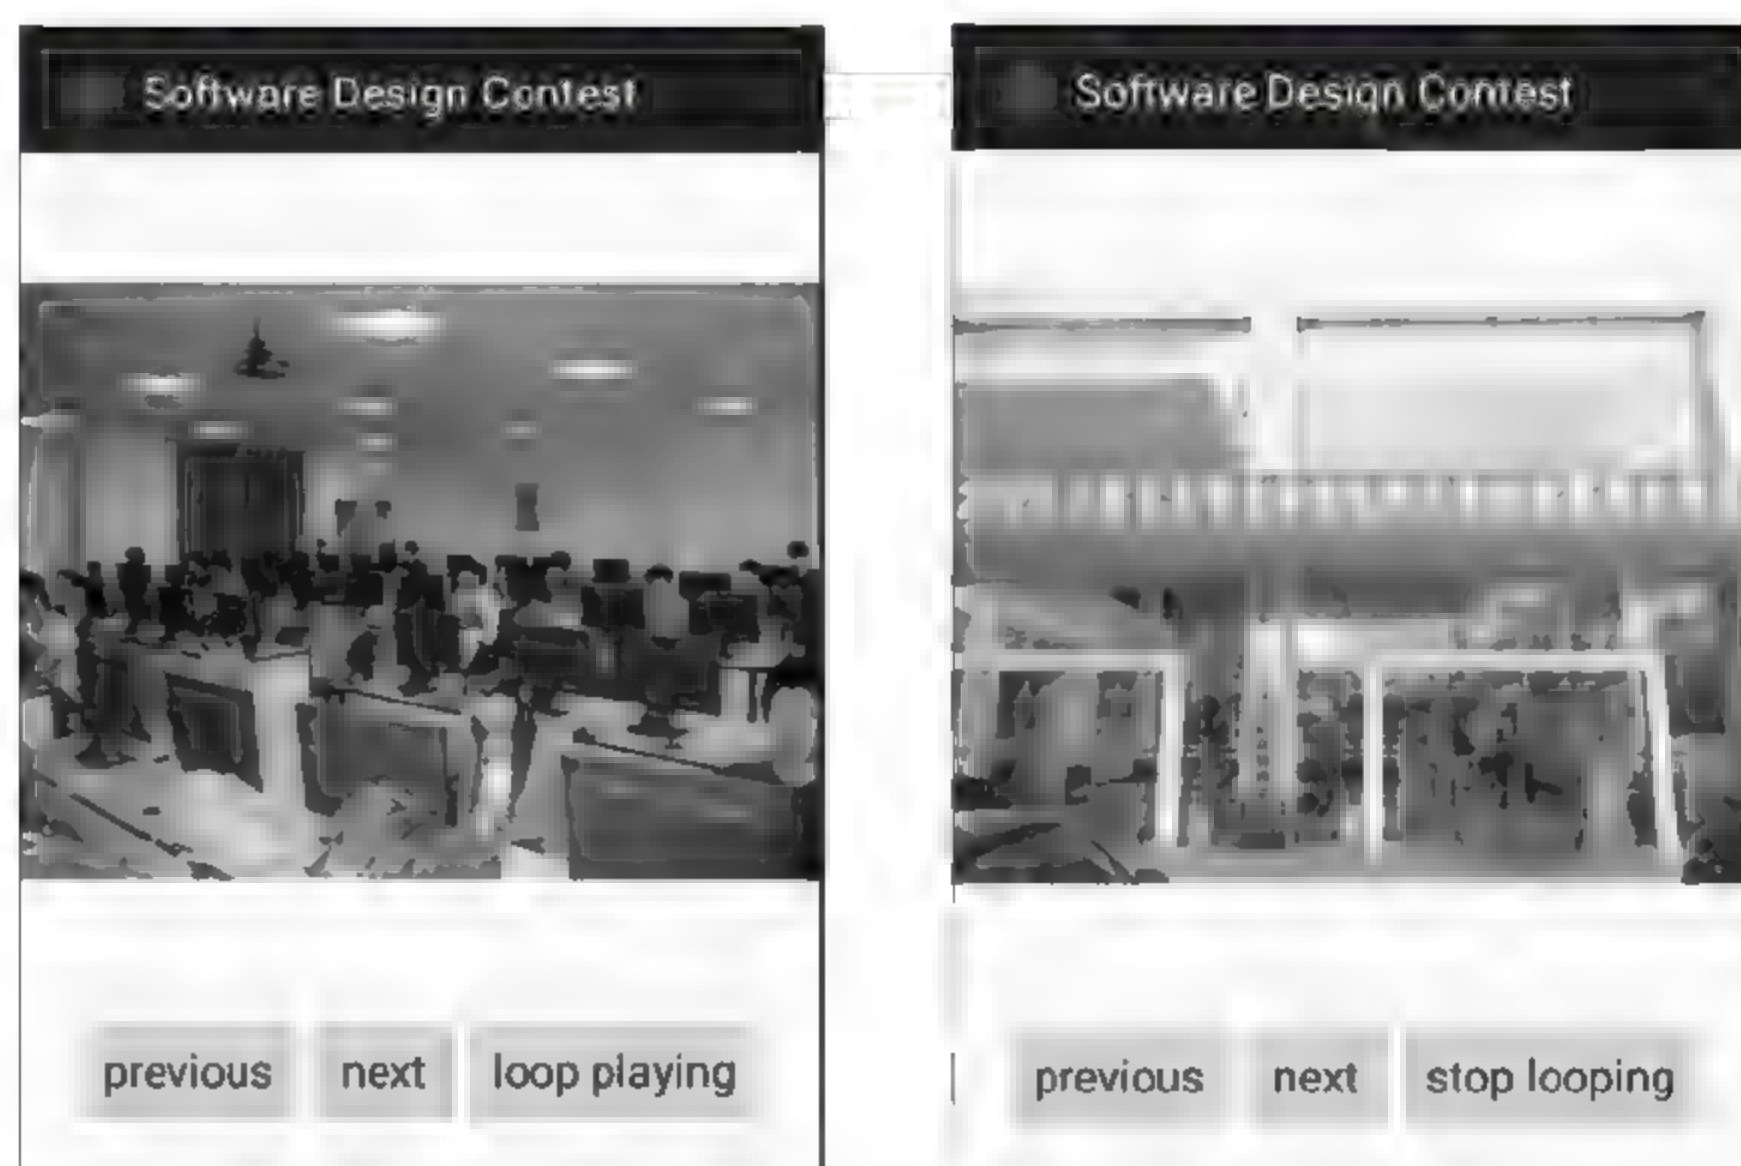 Software Design Contest
previous next loop playing
Software Design Contest
previous next stop looping